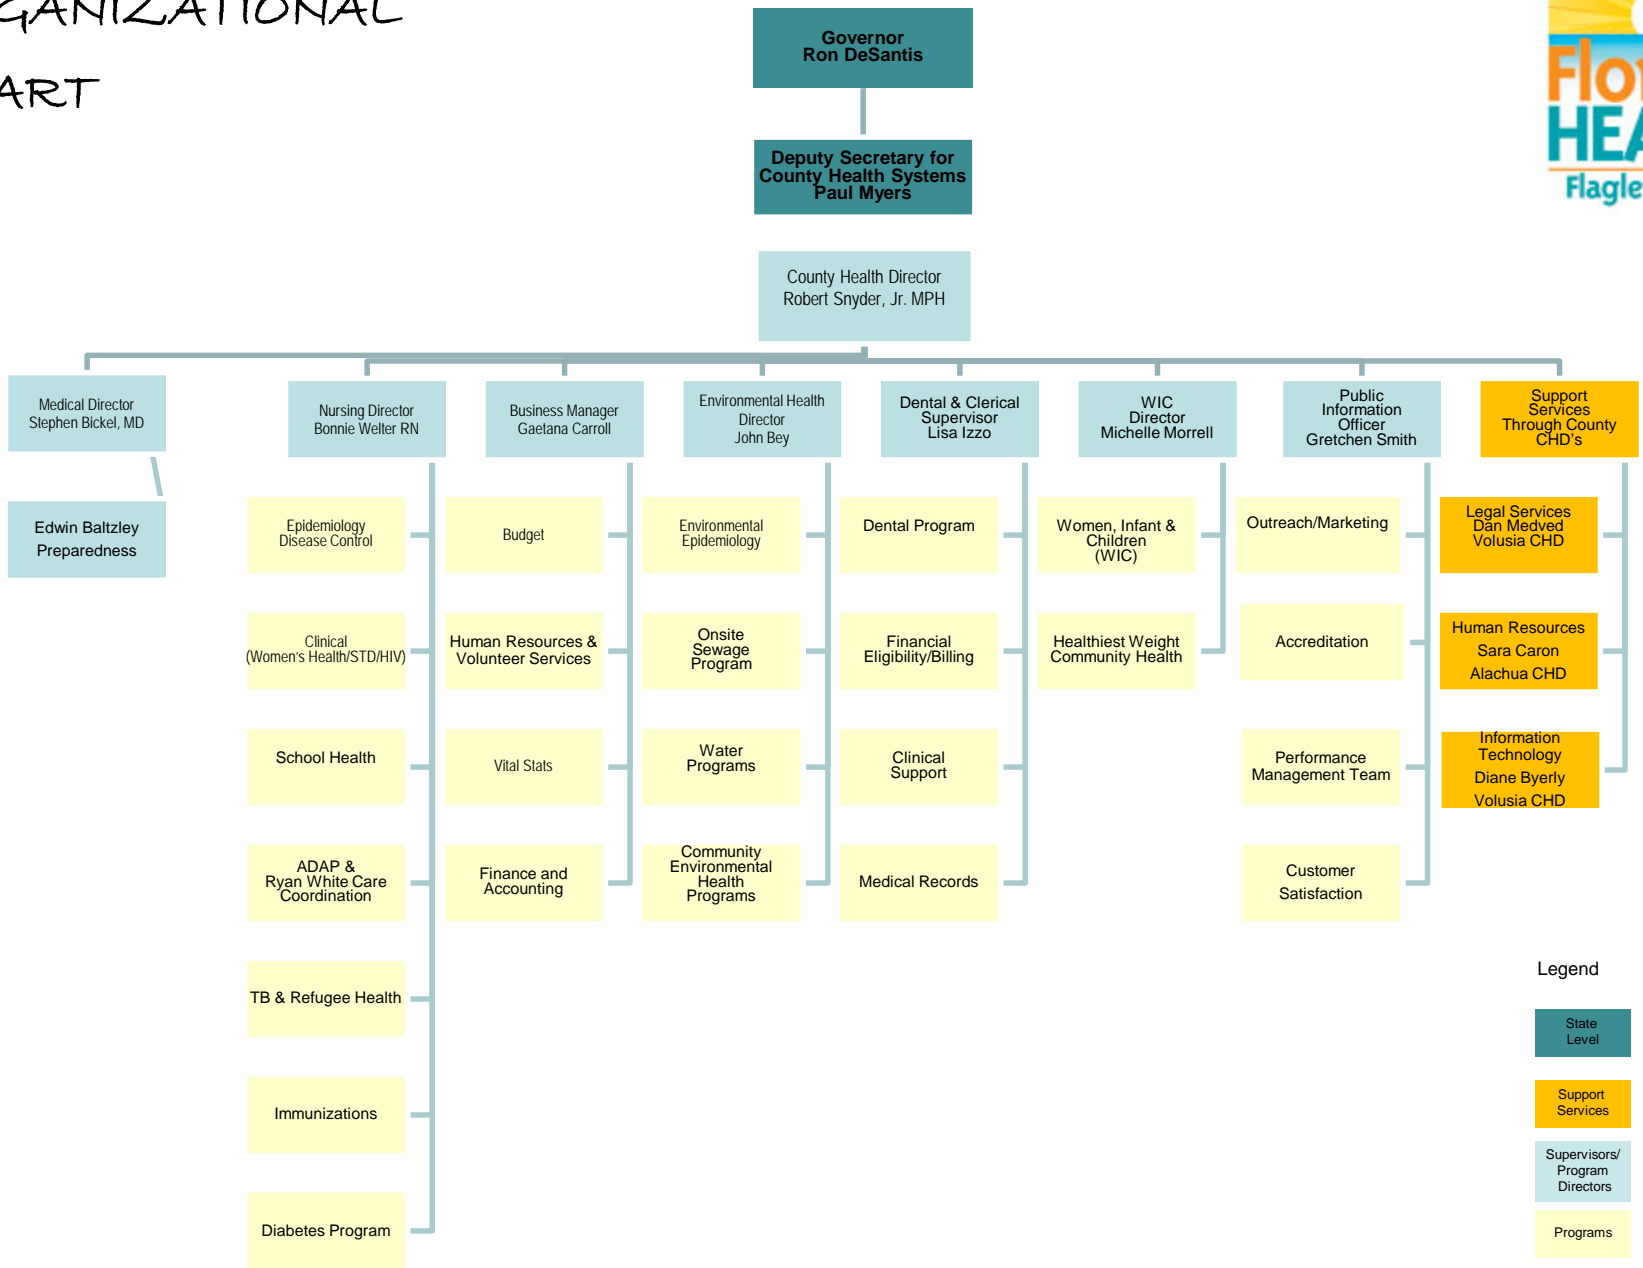 GANIZATIONAL
ART
Governor
Ron DeSantis
Deputy Secretary for
County Health Systems
Paul Myers
Flo
HEA
Flagle
County Health Director
Robert Snyder, Jr. MPH
Medical Director
Stephen Bickel, MD
Nursing Director
Bonnie Welter RN
Business Manager
Gaetana Carroll
Environmental Health
Director
John Bey
Dental & Clerical
Supervisor
Lisa Izzo
WIC
Director
Michelle Morrell
Public
Information
Officer
Gretchen Smith
Support
Services
Through County
CHD's
Edwin Baltzley
Preparedness
Epidemiology
Disease Control
Budget
Environmental
Epidemiology
Dental Program
Women, Infant &
Children
(WIC)
Outreach/Marketing
Legal Services
Dan Medved
Volusia CHD
Clinical
(Women's Health/STD/HIV)
Human Resources &
Volunteer Services
Onsite
Sewage
Program
Financial
Eligibility/Billing
Healthiest Weight
Community Health
Accreditation
Human Resources
Sara Caron
Alachua CHD
School Health
Vital Stats
Water
Programs
Clinical
Support
Performance
Management Team
Information
Technology
Diane Byerly
Volusia CHD
ADAP &
Ryan White Care
Coordination
Finance and
Accounting
Community
Environmental
Health
Programs
Medical Records
Customer
Satisfaction
TB & Refugee Health
Immunizations
Diabetes Program
Legend
State
Level
Support
Services
Supervisors/
Program
Directors
Programs